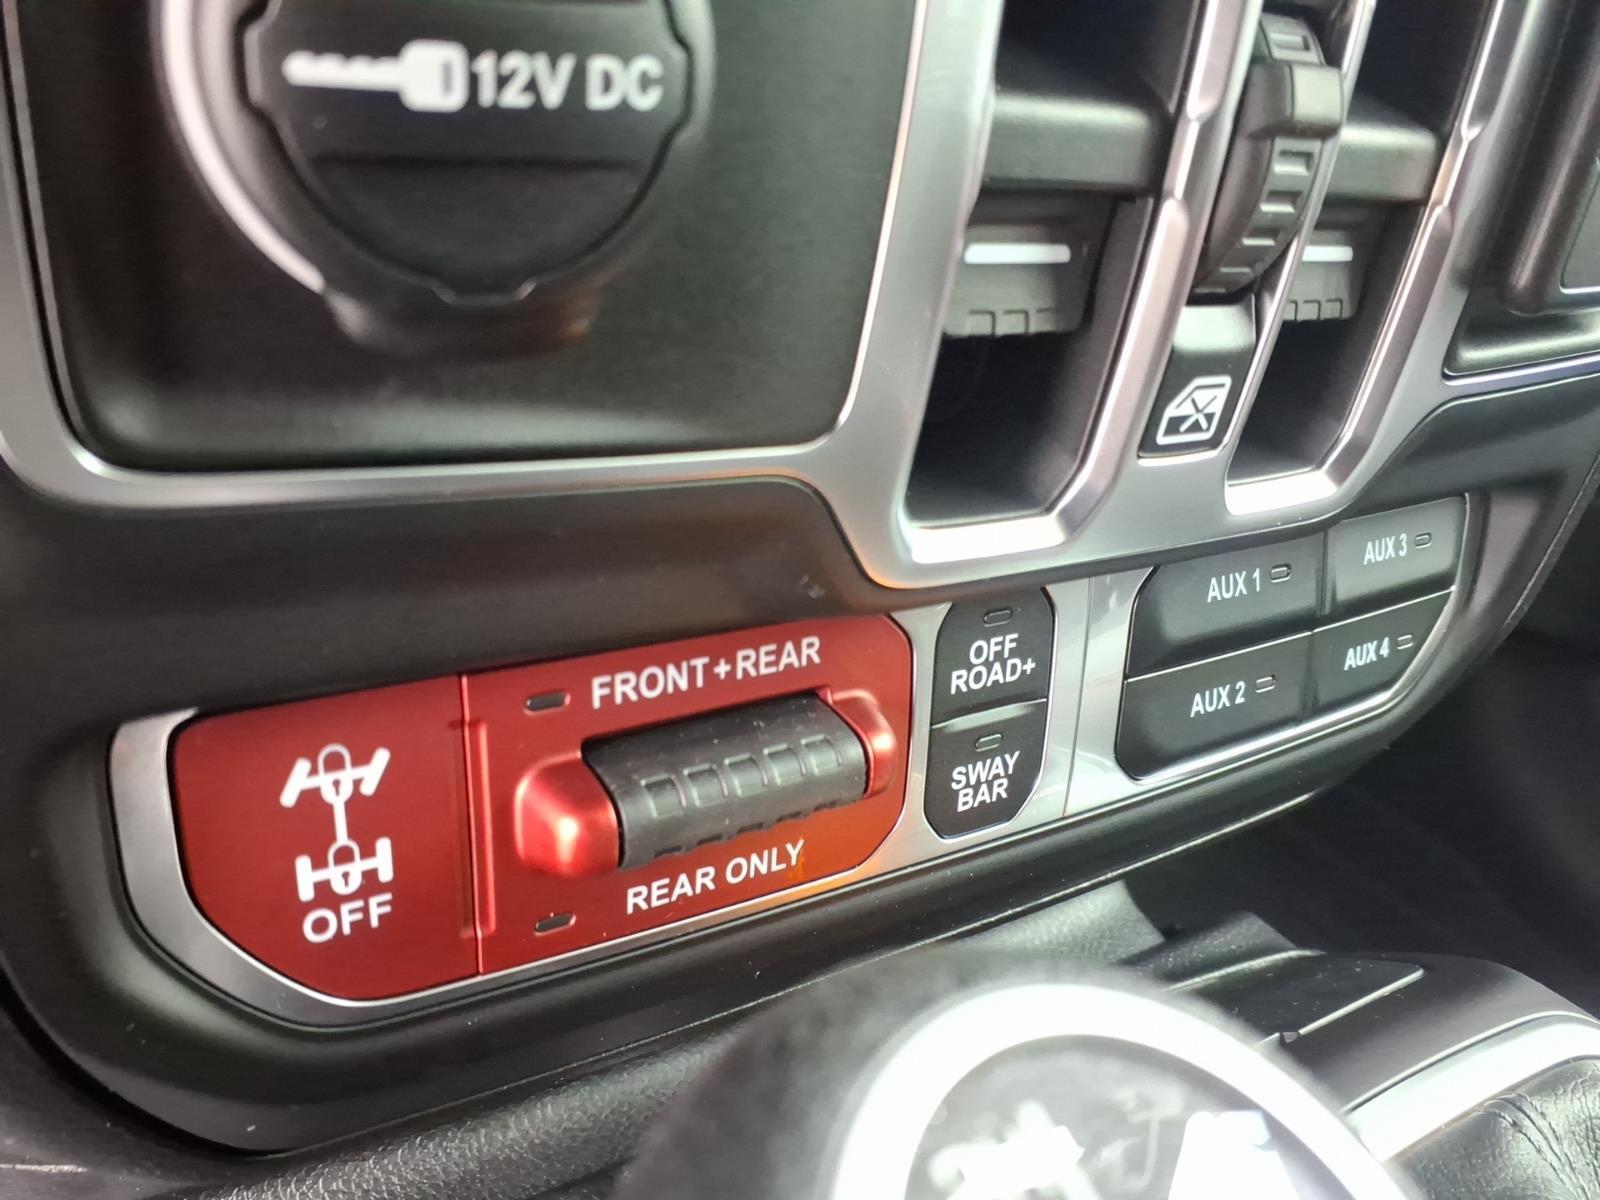 12V DC
FRONT+REAR
REAR ONLY
OFF
OFF
ROAD+
SWAY
BAR
AUX 1
AUX 2
AUX 3
AUX 4